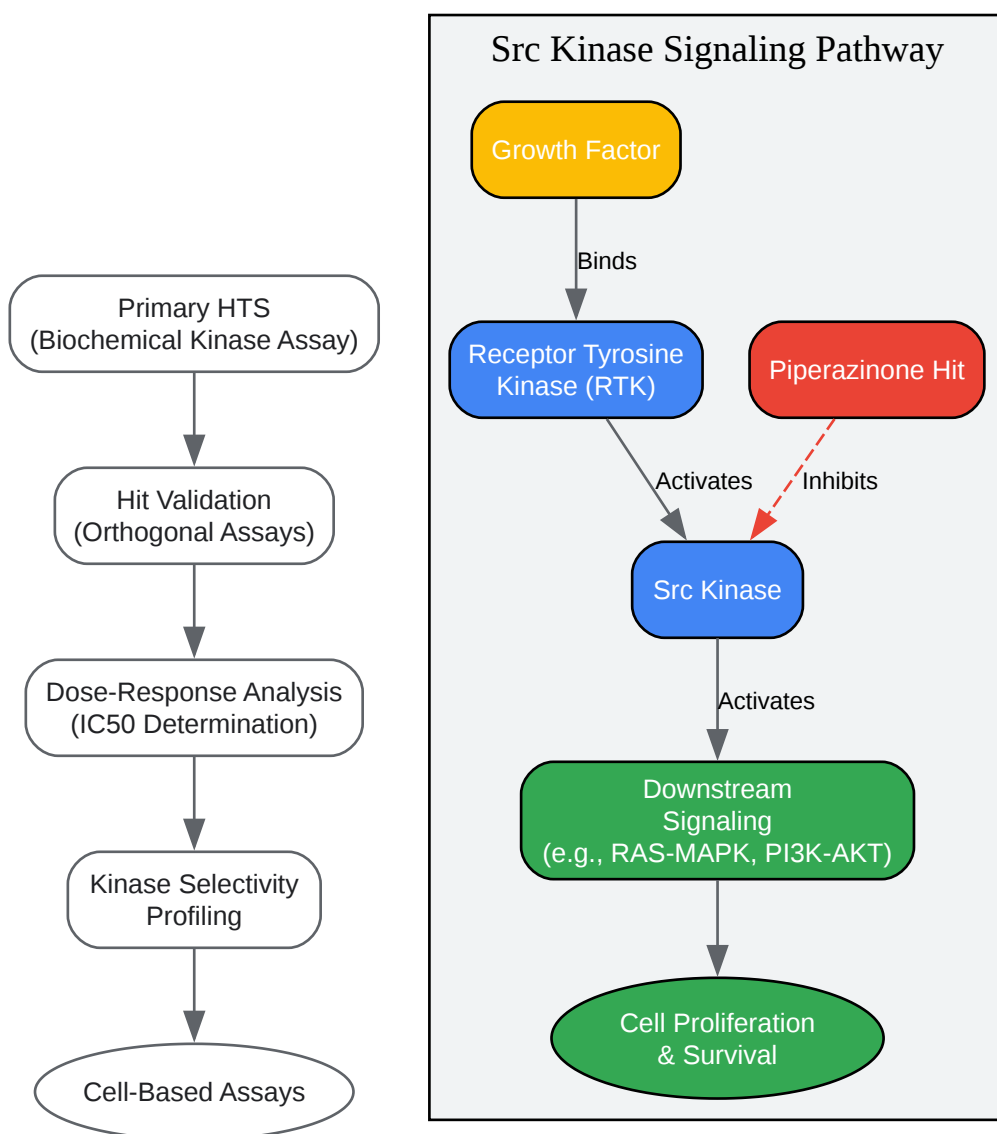 Primary HTS
(Biochemical Kinase Assay)
Hit Validation
(Orthogonal Assays)
Dose-Response Analysis
(IC50 Determination)
Kinase Selectivity
Profiling
Cell-Based Assays
Src Kinase Signaling Pathway
Growth Factor
Binds
Receptor Tyrosine
Kinase (RTK)
Piperazinone Hit
Activates
Inhibits
Src Kinase
Activates
Downstream
Signaling
(e.g., RAS-MAPK, PI3K-AKT)
Cell Proliferation
& Survival